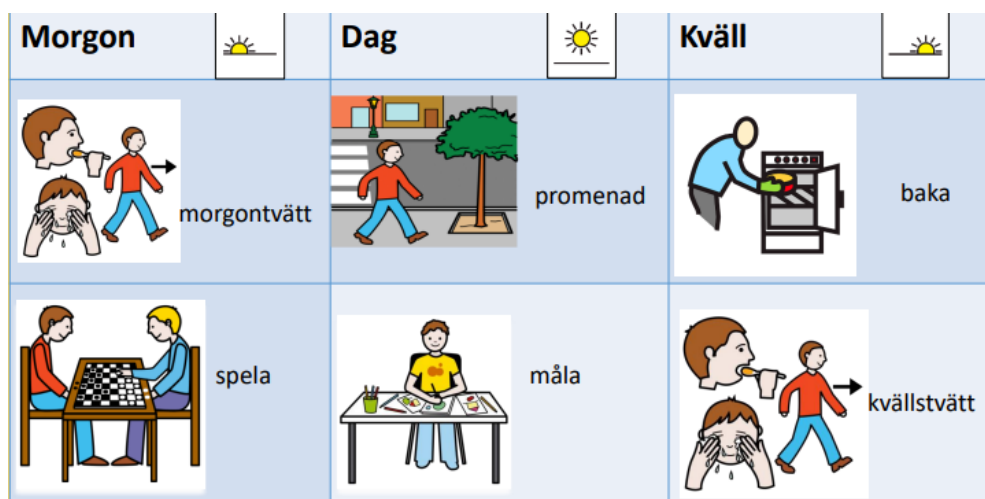 Morgon
Dag
Kväll
morgontvätt
promenad
baka
spela
måla
kvällstvätt